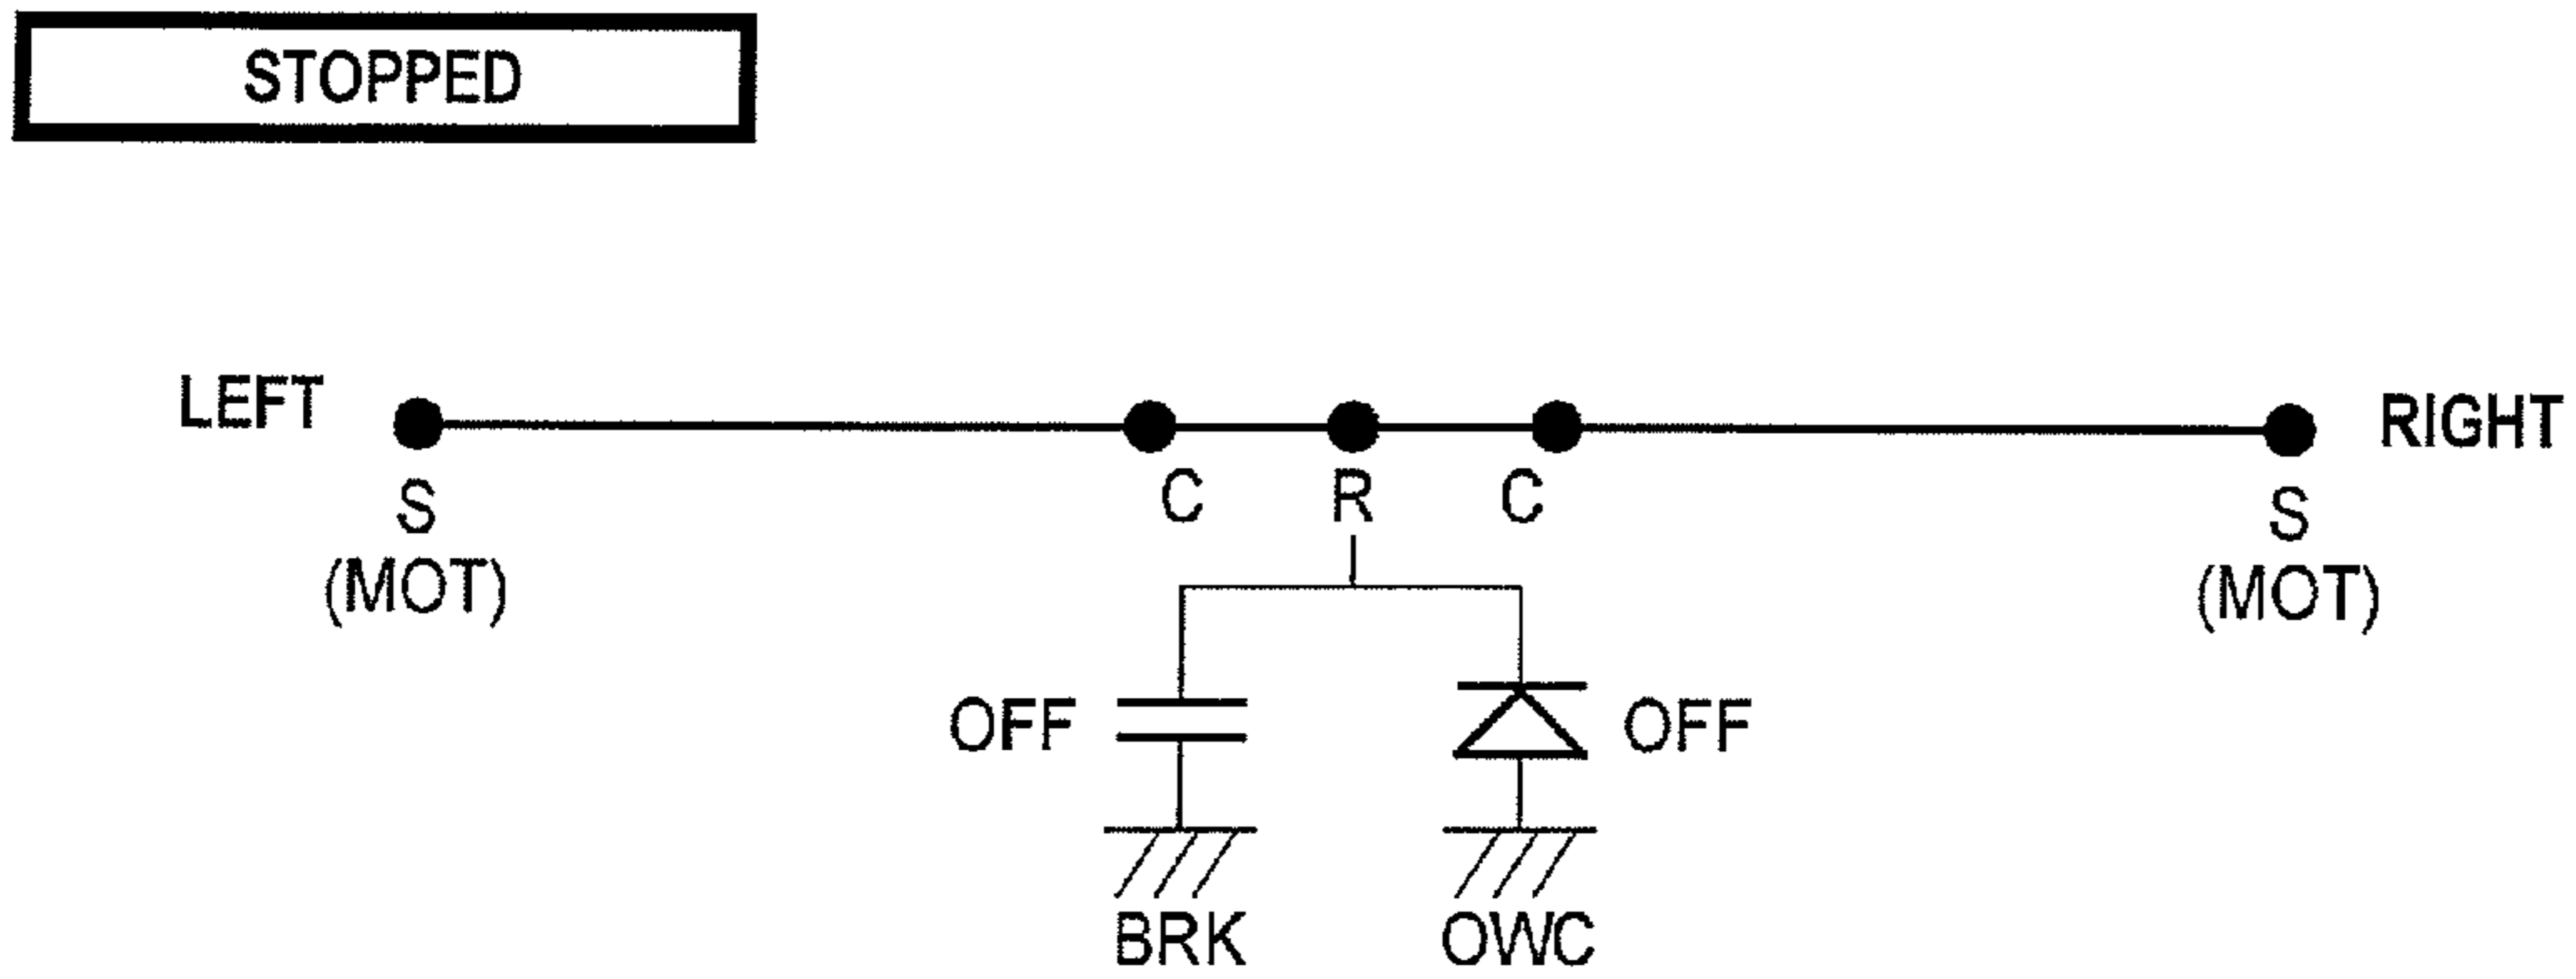 STOPPED
LEFT
RIGHT
S
C
R
C
S
(MOT)
(MOT)
OFF
OFF
BRK
OWC